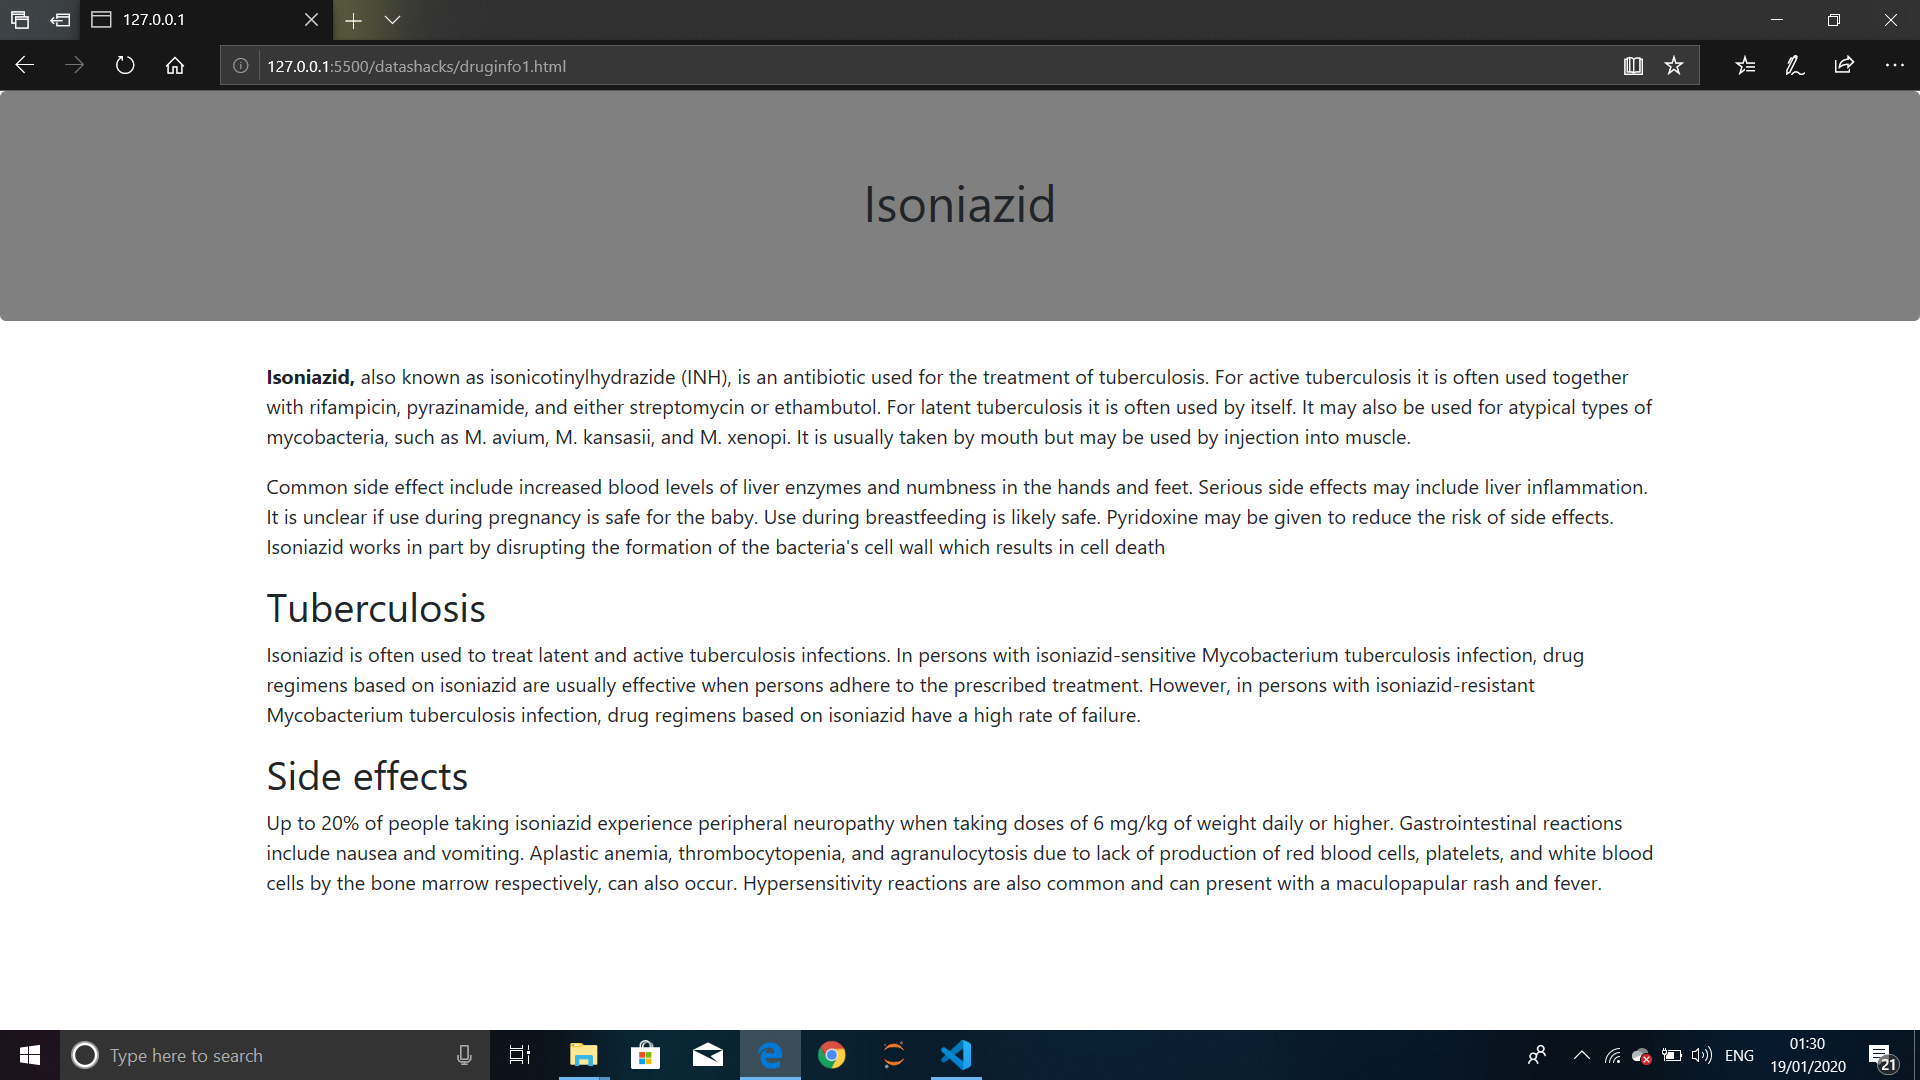 127.0.0.1
127.0.0.1:5500/datashacks/druginfo1.html
Isoniazid
Isoniazid, also known as isonicotinylhydrazide (INH), is an antibiotic used for the treatment of tuberculosis. For active tuberculosis it is often used together
with rifampicin, pyrazinamide, and either streptomycin or ethambutol. For latent tuberculosis it is often used by itself. It may also be used for atypical types of
mycobacteria, such as M. avium, M. kansasii, and M. xenopi. It is usually taken by mouth but may be used by injection into muscle.
Common side effect include increased blood levels of liver enzymes and numbness in the hands and feet. Serious side effects may include liver inflammation.
It is unclear if use during pregnancy is safe for the baby. Use during breastfeeding is likely safe. Pyridoxine may be given to reduce the risk of side effects.
Isoniazid works in part by disrupting the formation of the bacteria's cell wall which results in cell death
Tuberculosis
Isoniazid is often used to treat latent and active tuberculosis infections. In persons with isoniazid-sensitive Mycobacterium tuberculosis infection, drug
regimens based on isoniazid are usually effective when persons adhere to the prescribed treatment. However, in persons with isoniazid-resistant
Mycobacterium tuberculosis infection, drug regimens based on isoniazid have a high rate of failure.
Side effects
Up to 20% of people taking isoniazid experience peripheral neuropathy when taking doses of 6 mg/kg of weight daily or higher. Gastrointestinal reactions
include nausea and vomiting. Aplastic anemia, thrombocytopenia, and agranulocytosis due to lack of production of red blood cells, platelets, and white blood
cells by the bone marrow respectively, can also occur. Hypersensitivity reactions are also common and can present with a maculopapular rash and fever.
Type here to search
ENG
01:30
19/01/2020
21